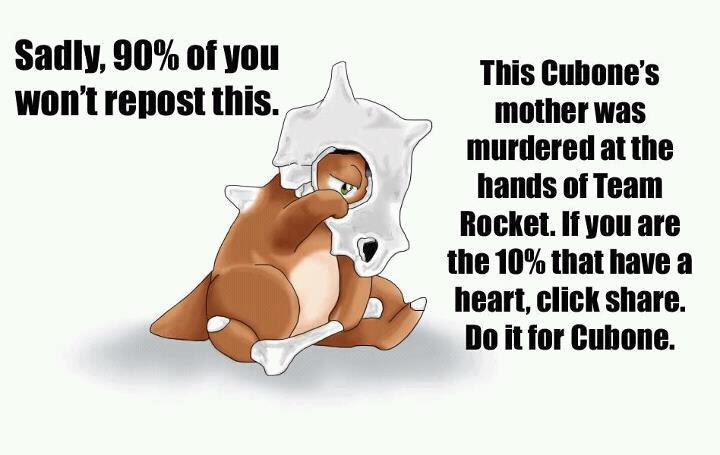 Sadly, 90% of you
won't repost this.
This Cubone's
mother was
murdered at the
hands of Team
Rocket. If you are
the 10% that have a
heart, click share.
Do it for Cubone.